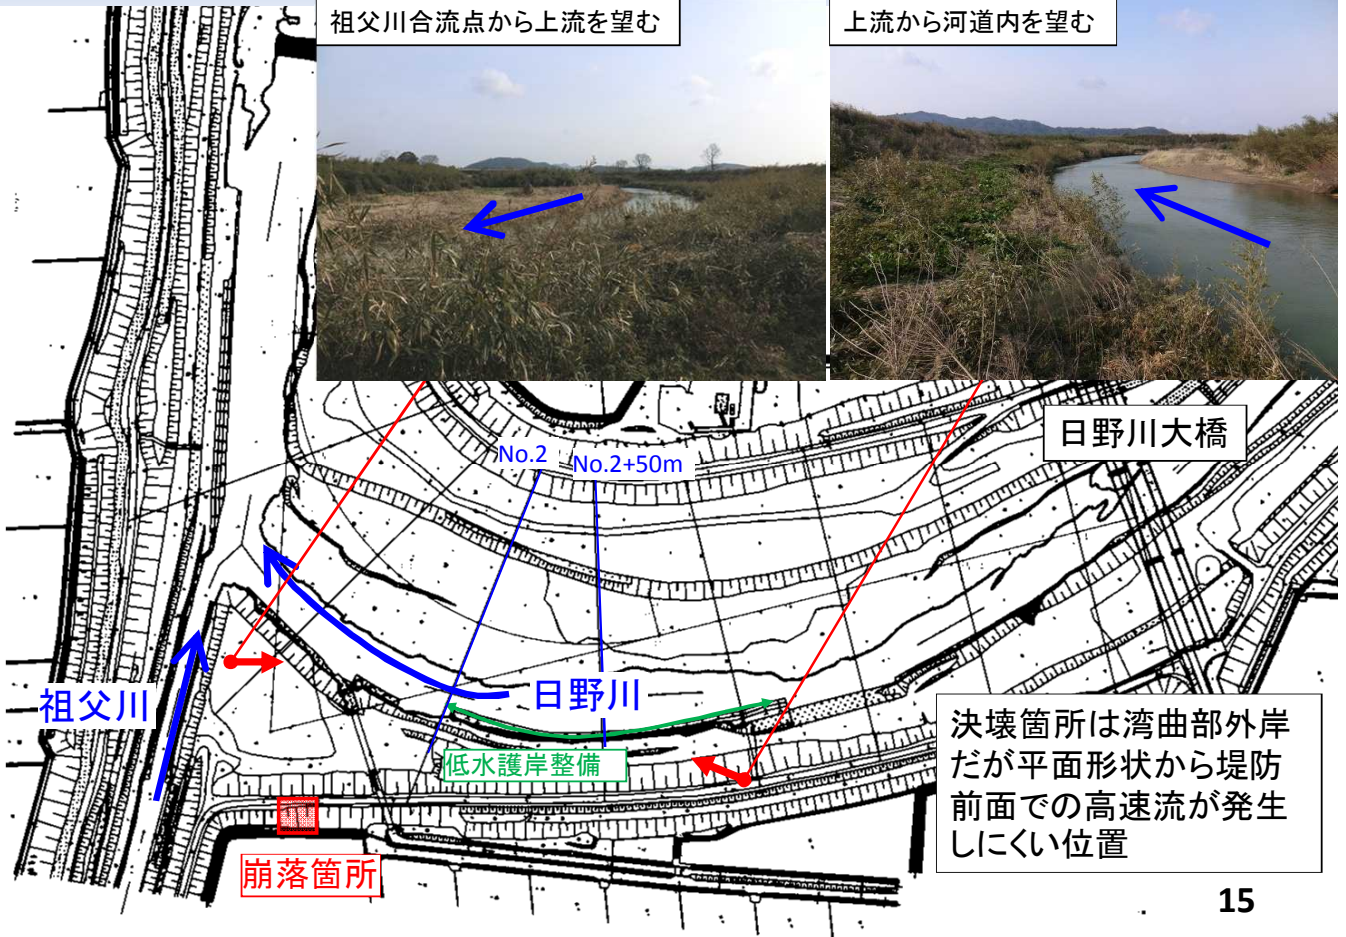 祖父川合流点から上流を望む
上流から河道内を望む
日野川大橋
No.2
No.2+50m
祖父川
日野川
低水護岸整備
崩落箇所
決壊箇所は湾曲部外岸
だが平面形状から堤防
前面での高速流が発生
しにくい位置
15